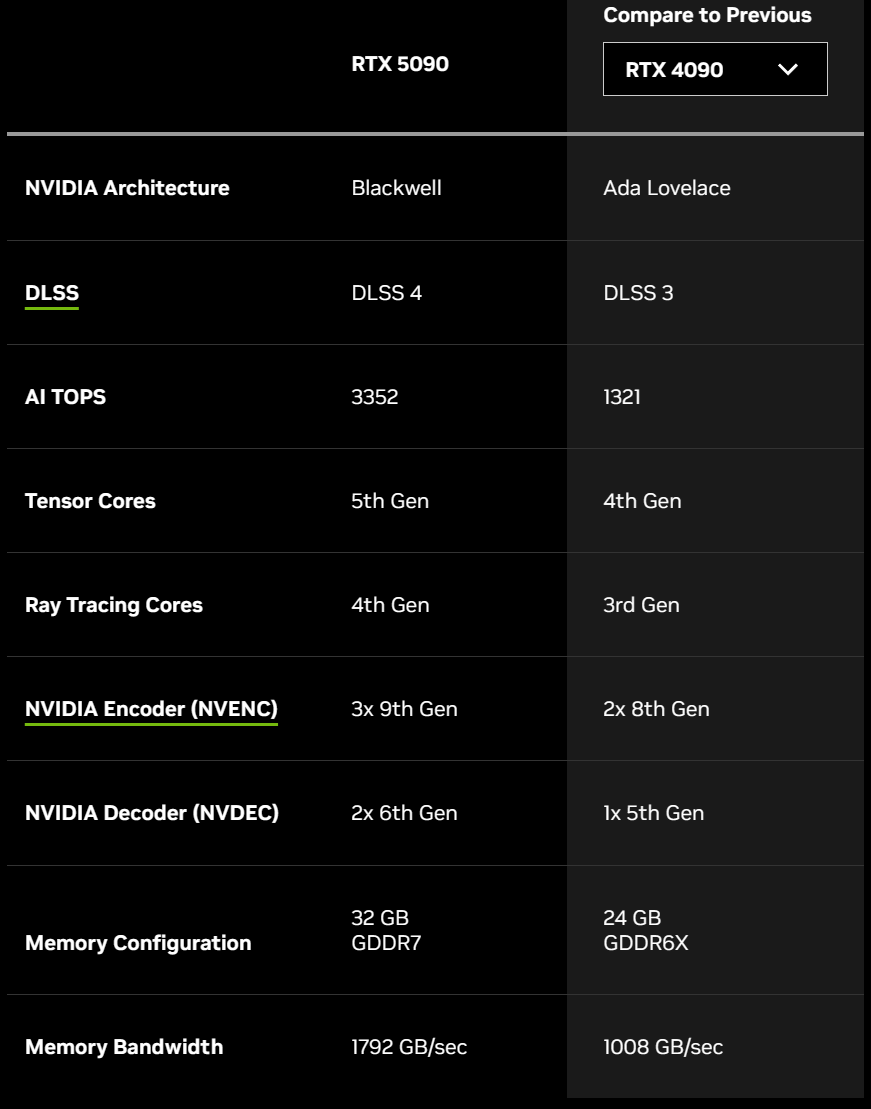 Compare to Previous
RTX 5090
RTX 4090
NVIDIA Architecture Blackwell Ada Lovelace
DLSS DLSS 4 DLSS 3
AI TOPS 3352 1321
Tensor Cores 5th Gen 4th Gen
Ray Tracing Cores 4th Gen 3rd Gen
NVIDIA Encoder (NVENC) 3x 9th Gen 2x 8th Gen
NVIDIA Decoder (NVDEC) 2x 6th Gen 1x 5th Gen
32 GB 24 GB
Memory Configuration GDDR7 GDDR6X
Memory Bandwidth 1792 GB/sec 1008 GB/sec